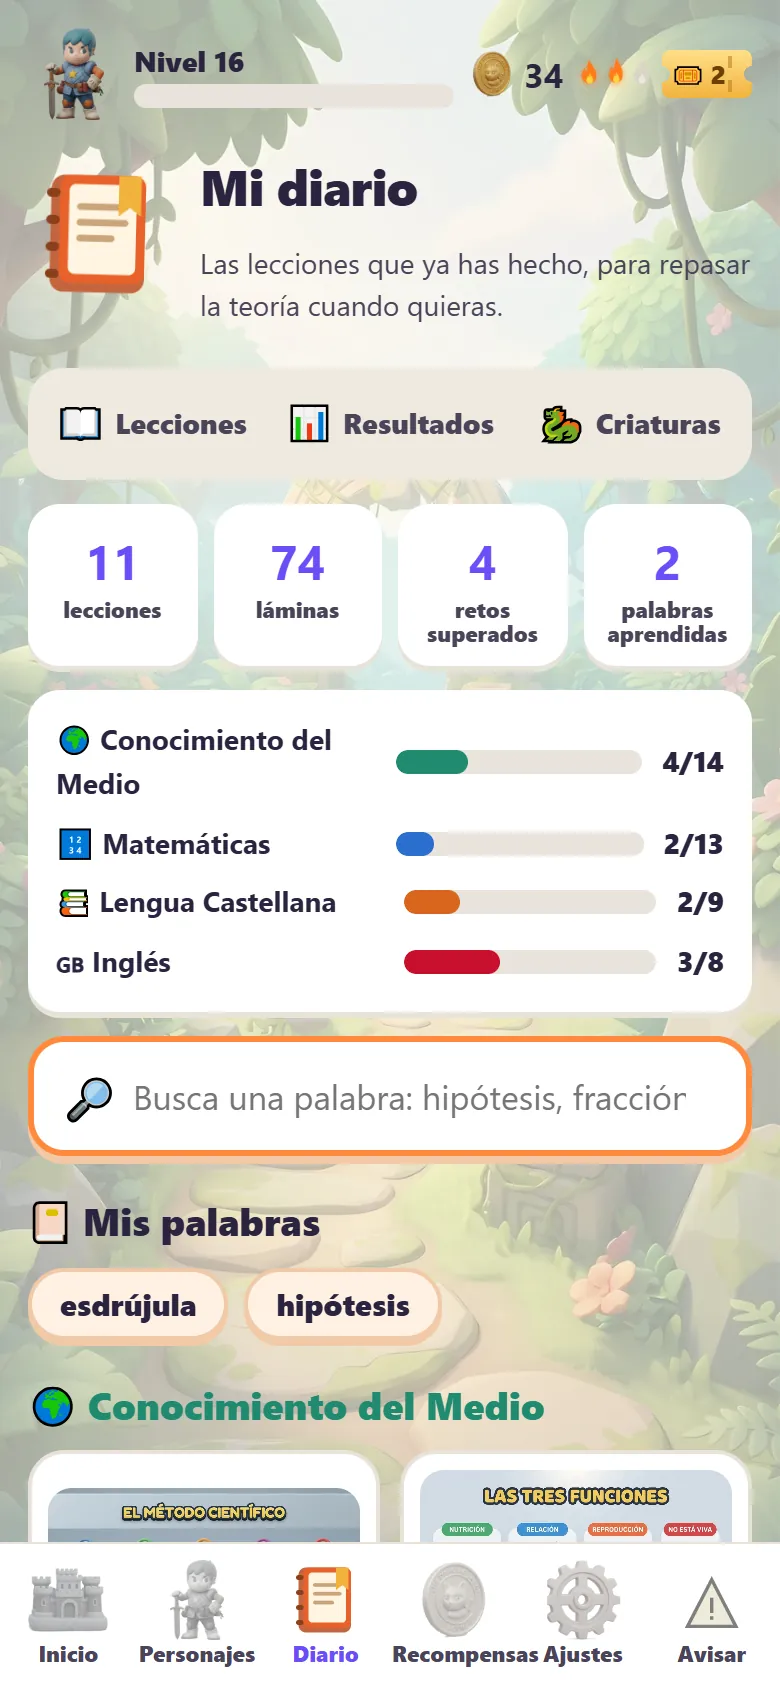 Nivel 16
34
2
Mi diario
Las lecciones que ya has hecho, para repasar
la teoría cuando quieras.
Lecciones
Resultados
Criaturas
11
lecciones
74
láminas
4
retos
superados
2
palabras
aprendidas
Conocimiento del
Medio
4/14
1 2
3 4
Matemáticas
2/13
Lengua Castellana
2/9
GB Inglés
3/8
Busca una palabra: hipótesis, fracción
Mis palabras
esdrújula
hipótesis
Conocimiento del Medio
EL MÉTODO CIENTÍFICO
LAS TRES FUNCIONES
NUTRICIÓN
RELACIÓN
REPRODUCCIÓN
NO ESTÁ VIVA
Inicio
Personajes
Diario
Recompensas
Ajustes
Avisar